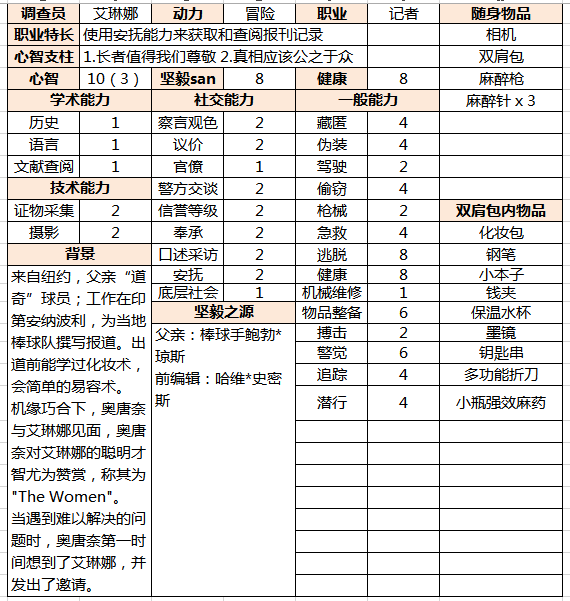 调查员 艾琳娜 动力 冒险 职业 记者 随身物品
职业特长 使用安抚能力来获取和查阅报刊记录 相机
心智支柱 1.长者值得我们尊敬 2.真相应该公之于众 双肩包
心智 10（3） 坚毅san 8 健康 8 麻醉枪
学术能力 社交能力 一般能力 麻醉针 x 3
历史 1 察言观色 2 藏匿 4
语言 1 议价 2 伪装 4
文献查阅 1 官僚 1 驾驶 2
技术能力 警方交谈 2 偷窃 4
证物采集 2 信誉等级 2 枪械 2 双肩包内物品
摄影 2 奉承 2 急救 4 化妆包
背景 口述采访 2 逃脱 8 钢笔
安抚 2 健康 8 小本子
底层社会 1 机械维修 1 钱夹
坚毅之源 物品整备 6 保温水杯
搏击 2 墨镜
警觉 6 钥匙串
追踪 4 多功能折刀
潜行 4 小瓶强效麻药
来自纽约，父亲“道
奇”球员；工作在印
第安纳波利，为当地
棒球队撰写报道。出
道前能学过化妆术，
会简单的易容术。
机缘巧合下，奥唐奈
与艾琳娜见面，奥唐
奈对艾琳娜的聪明才
智尤为赞赏，称其为
"The Women"。
当遇到难以解决的问
题时，奥唐奈第一时
间想到了艾琳娜，并
发出了邀请。
父亲：棒球手鲍勃*
琼斯
前编辑：哈维*史密
斯